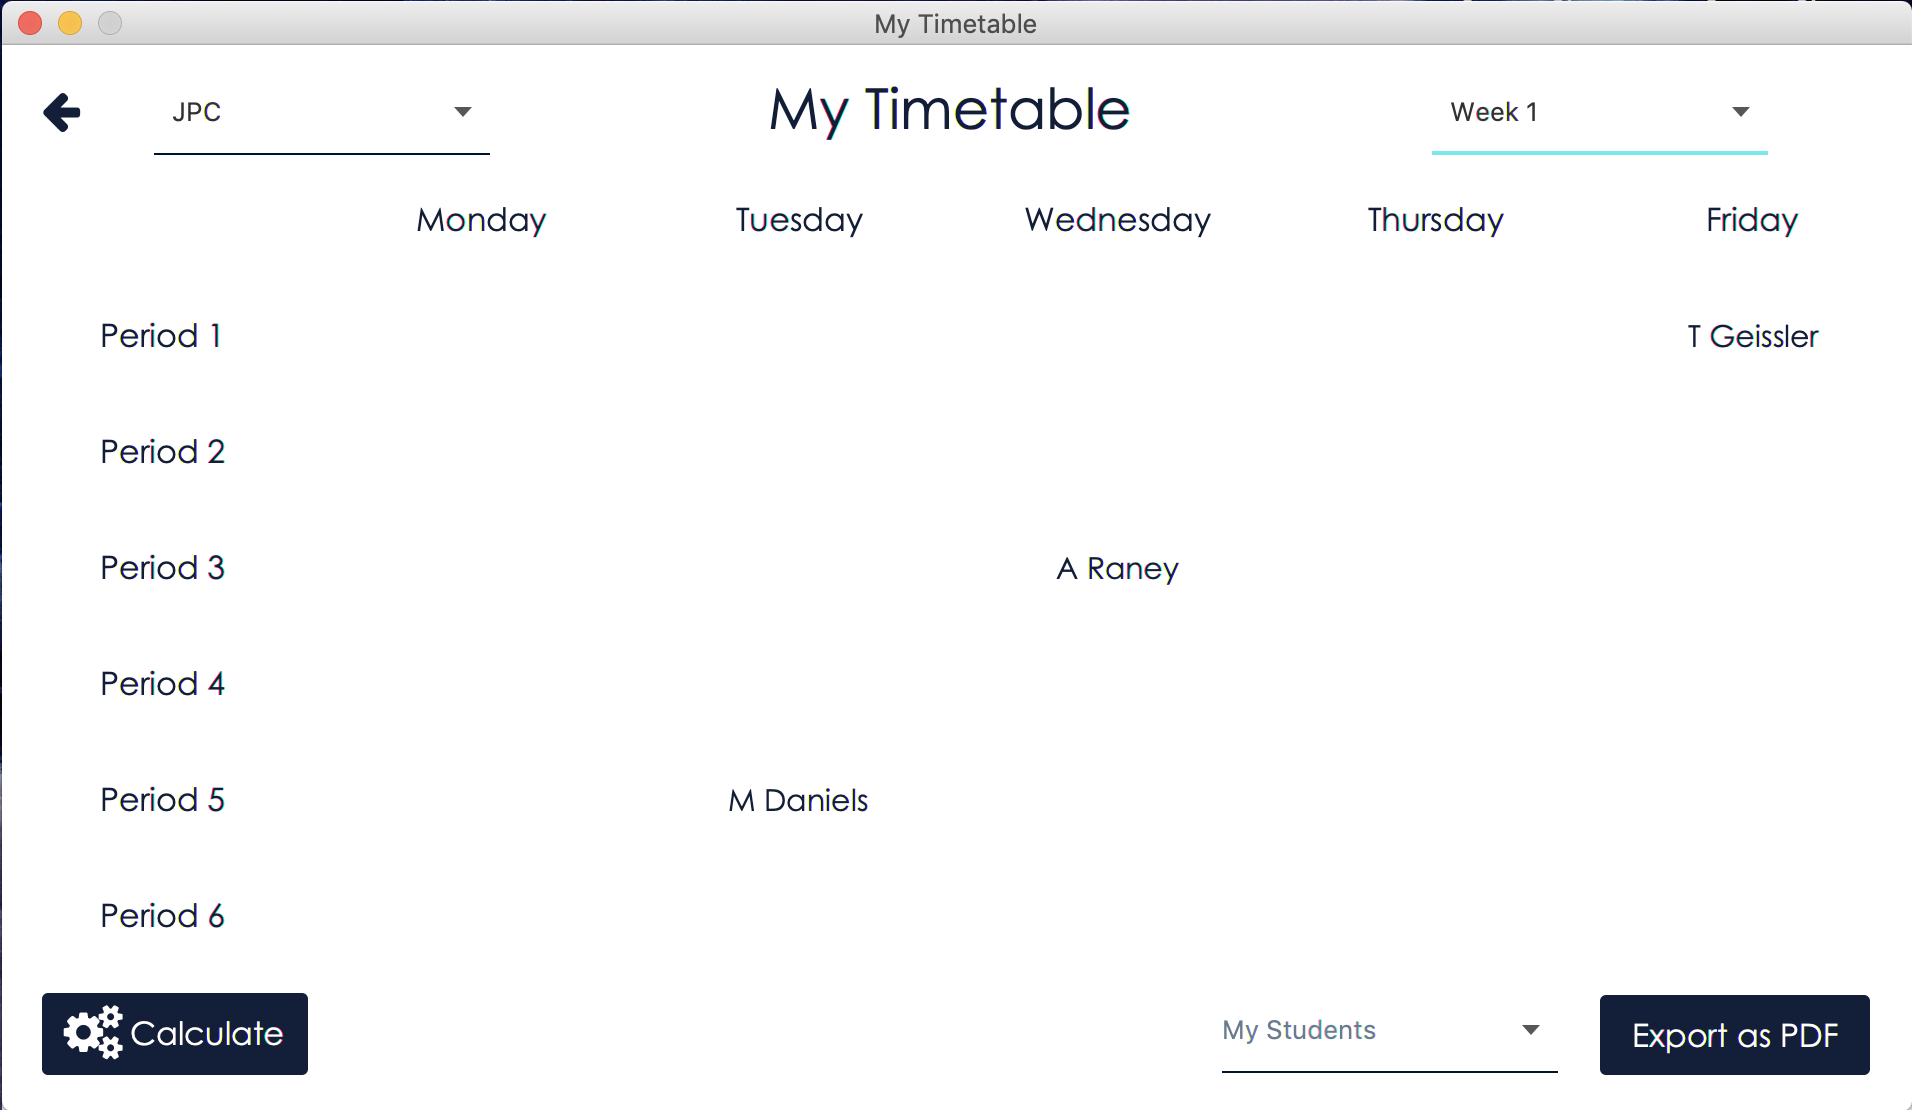 My Timetable
JPC
My Timetable
Week 1
Monday Tuesday Wednesday Thursday Friday
Period 1 T Geissler
Period 2
Period 3 A Raney
Period 4
Period 5 M Daniels
Period 6
Calculate
My Students
Export as PDF